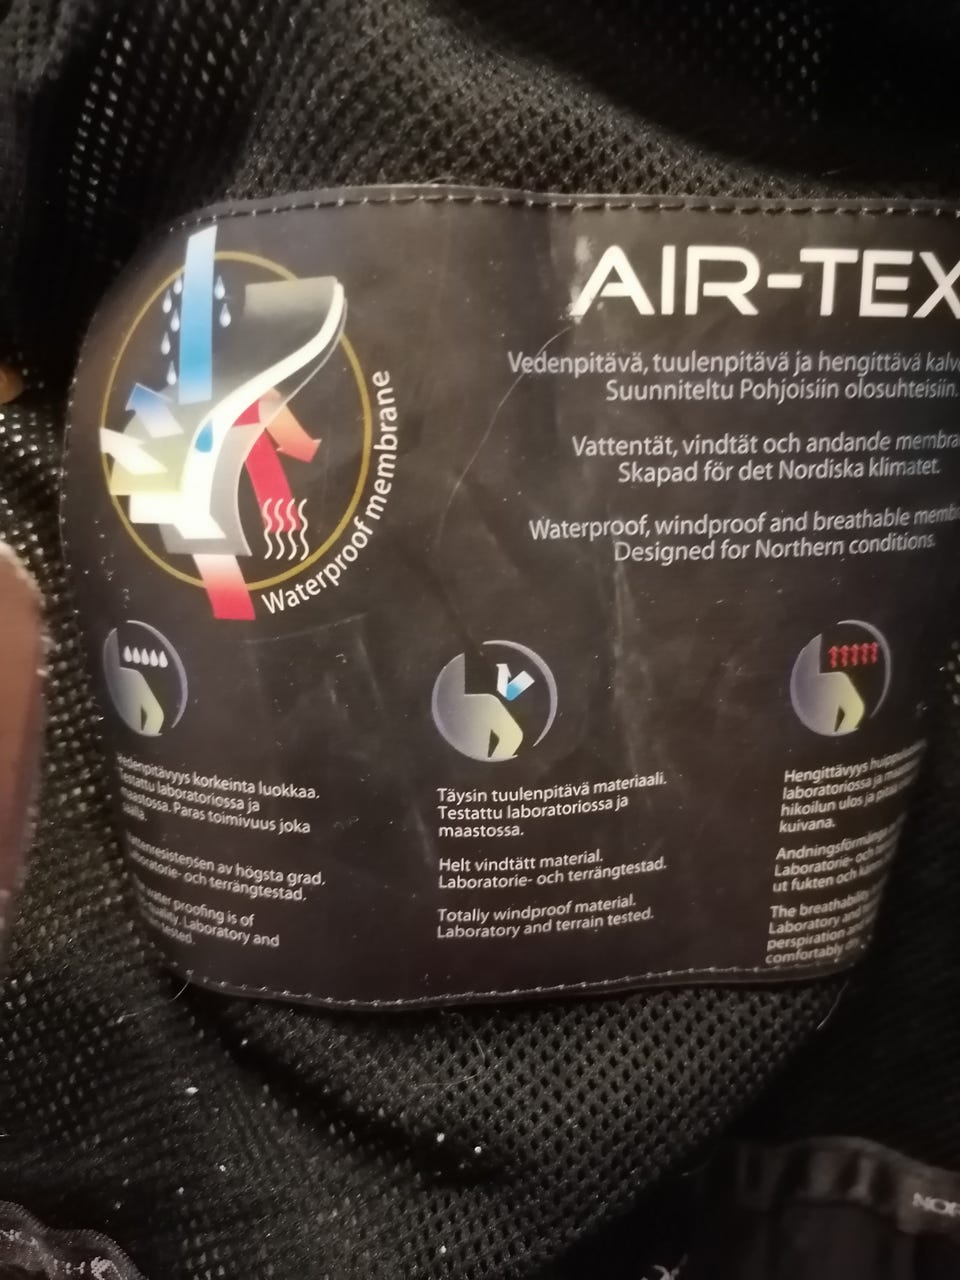 AIR-TEX
Vedenpitävä, tuulenpitävä ja hengittävä
Suunniteltu Pohjoisiin olosuhteisiin.
Vattentät, vindtät och andande
Skapad för det Nordiska klimatet.
Waterproof, windproof and breathable
Designed for Northern conditions.
Waterproof membrane
korkeinta luokkaa.
Testattu laboratoriossa ja
maastossa. Paras toimivuus joka
av högsta grad.
och terrängtestad.
proofing is of
Laboratory and
tested.
Täysin tuulenpitävä materiaali.
Testattu laboratoriossa ja
maastossa.
Helt vindtätt material.
Laboratorie- och terrängtestad.
Totally windproof material.
Laboratory and terrain tested.
Hengittävyys
laboratoriossa ja
hikoilun ulos ja
kuivana.
Laboratorie- och
ut fukten och
The breathability
Laboratory and
perspiration and
comfortably